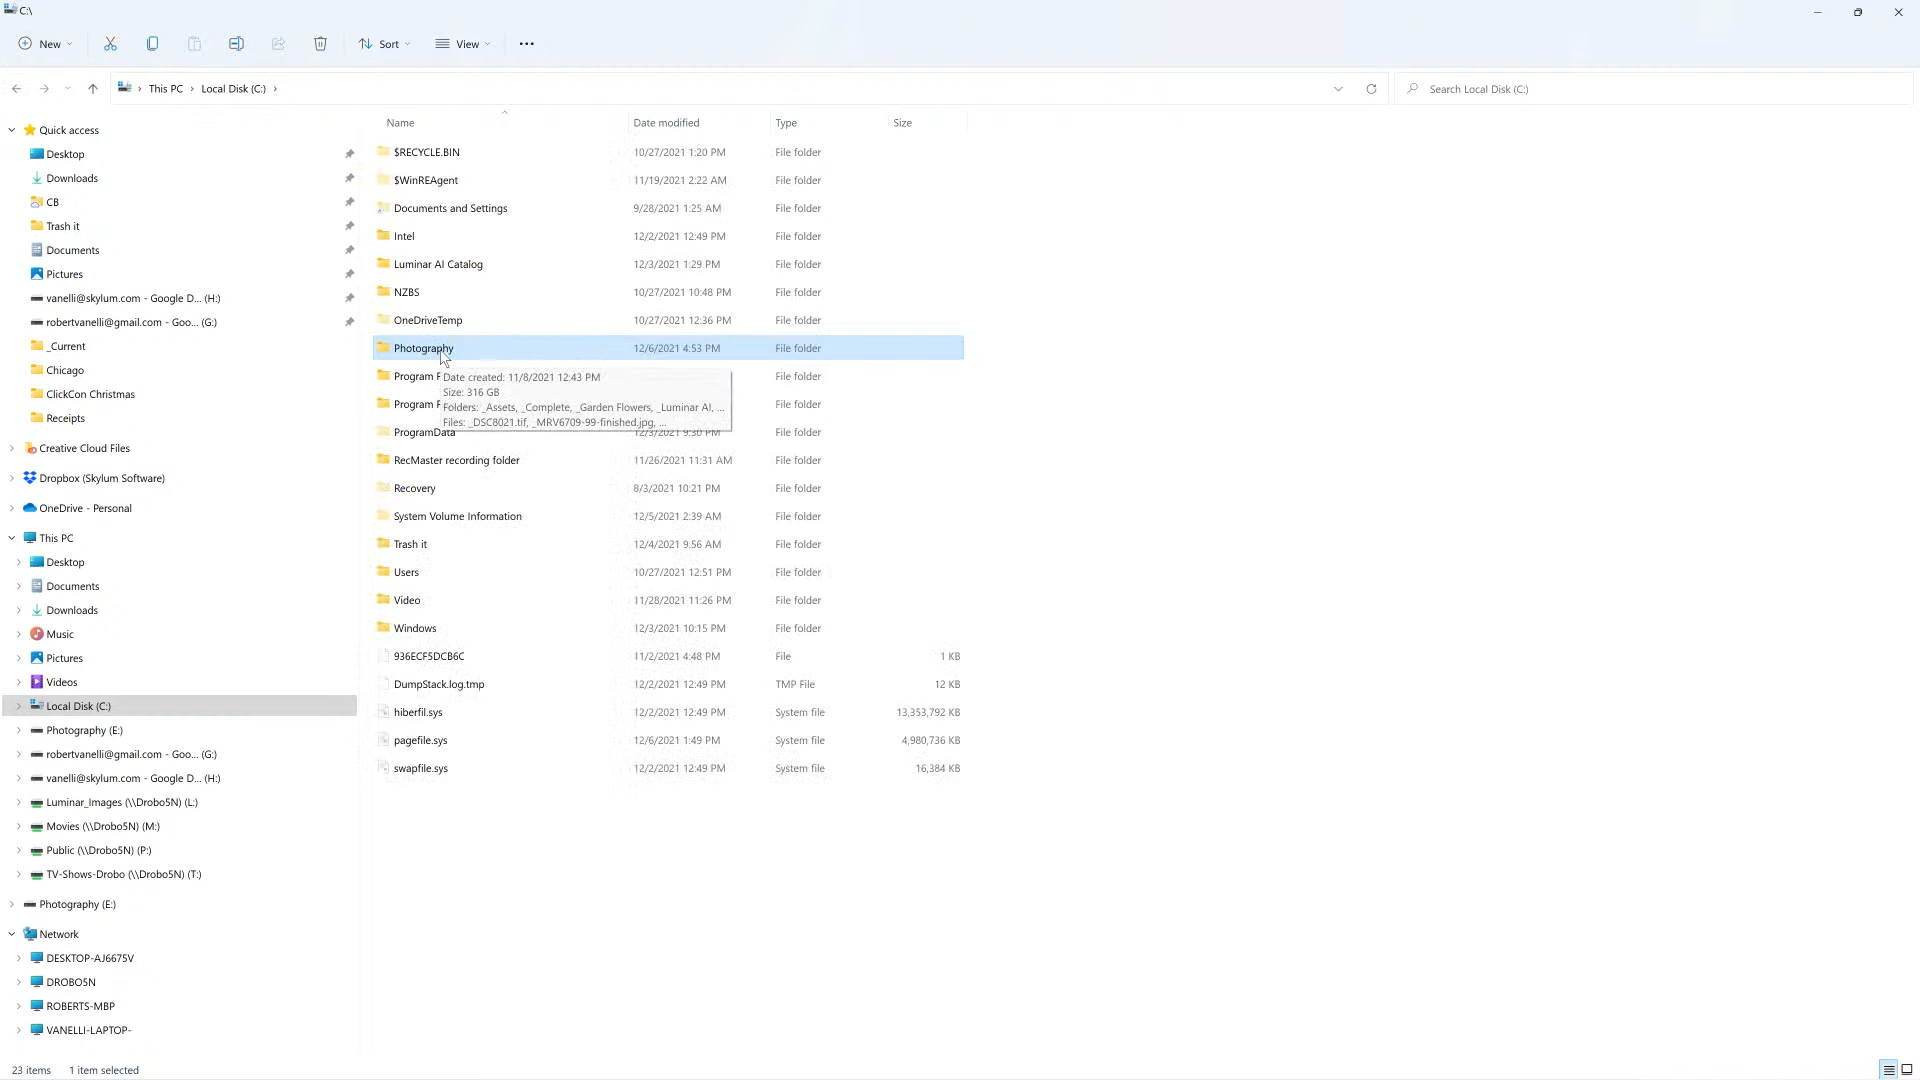 C:\
New
Sort
View
This PC
Local Disk (C:)
Search Local Disk (C:)
Quick access
Desktop
Downloads
CB
Trash it
Documents
Pictures
vanelli@skylum.com - Google D... (H:)
robertvanelli@gmail.com - Goo... (G:)
_Current
Chicago
ClickCon Christmas
Receipts
Creative Cloud Files
Dropbox (Skylum Software)
OneDrive - Personal
This PC
Desktop
Documents
Downloads
Music
Pictures
Videos
Local Disk (C:)
Photography (E:)
robertvanelli@gmail.com - Goo... (G:)
vanelli@skylum.com - Google D... (H:)
Luminar_Images (\\Drobo5N) (L:)
Movies (\\Drobo5N) (M:)
Public (\\Drobo5N) (P:)
TV-Shows-Drobo (\\Drobo5N) (T:)
Photography (E:)
Network
DESKTOP-AJ6675V
DROBO5N
ROBERTS-MBP
VANELLI-LAPTOP-
Name Date modified Type Size
$RECYCLE.BIN 10/27/2021 1:20 PM File folder
$WinREAgent 11/19/2021 2:22 AM File folder
Documents and Settings 9/28/2021 1:25 AM File folder
Intel 12/2/2021 12:49 PM File folder
Luminar AI Catalog 12/3/2021 1:29 PM File folder
NZBS 10/27/2021 10:48 PM File folder
OneDriveTemp 10/27/2021 12:36 PM File folder
Photography 12/6/2021 4:53 PM File folder
Program File folder
Program File folder
ProgramData 12/3/2021 9:30 PM File folder
Date created: 11/8/2021 12:43 PM
Size: 316 GB
Folders: _Assets, _Complete, _Garden Flowers, _Luminar AI, ...
Files: _DSC8021.tif, _MRV6709-99-finished.jpg, ...
RecMaster recording folder 11/26/2021 11:31 AM File folder
Recovery 8/3/2021 10:21 PM File folder
System Volume Information 12/5/2021 2:39 AM File folder
Trash it 12/4/2021 9:56 AM File folder
Users 10/27/2021 12:51 PM File folder
Video 11/28/2021 11:26 PM File folder
Windows 12/3/2021 10:15 PM File folder
936ECF5DCB6C 11/2/2021 4:48 PM File 1 KB
DumpStack.log.tmp 12/2/2021 12:49 PM TMP File 12 KB
hiberfil.sys 12/2/2021 12:49 PM System file 13,353,792 KB
pagefile.sys 12/6/2021 1:49 PM System file 4,980,736 KB
swapfile.sys 12/2/2021 12:49 PM System file 16,384 KB
23 items 1 item selected